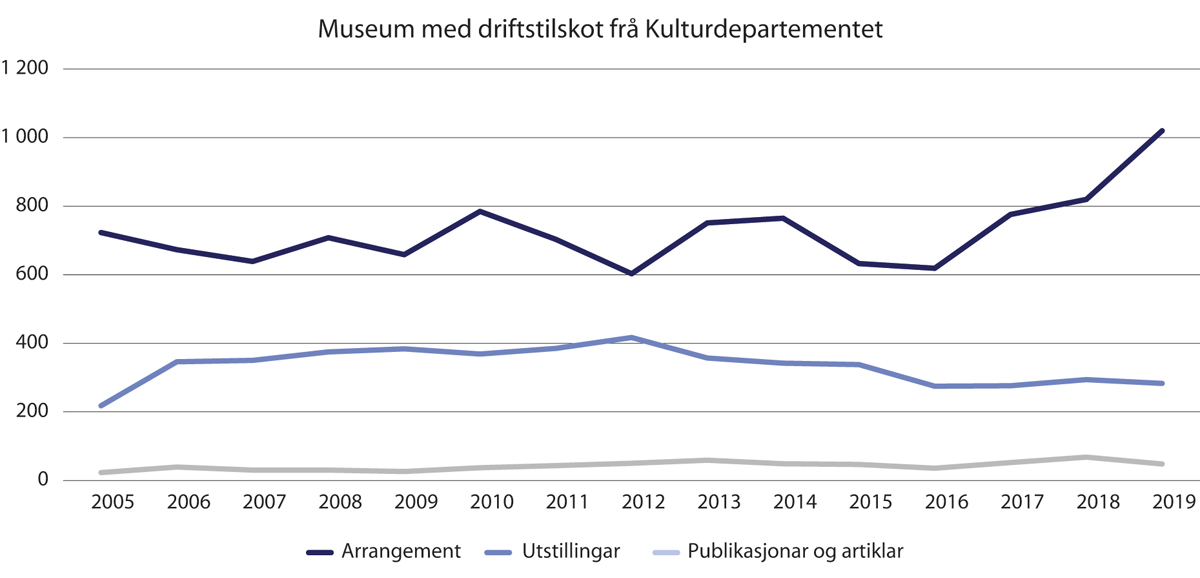 Museum med driftstilskot frå Kulturdepartementet
1 200
1 000
800
600
400
200
0
2005 2006 2007 2008 2009 2010 2011 2012 2013 2014 2015 2016 2017 2018 2019
Arrangement Utstillingar Publikasjonar og artiklar